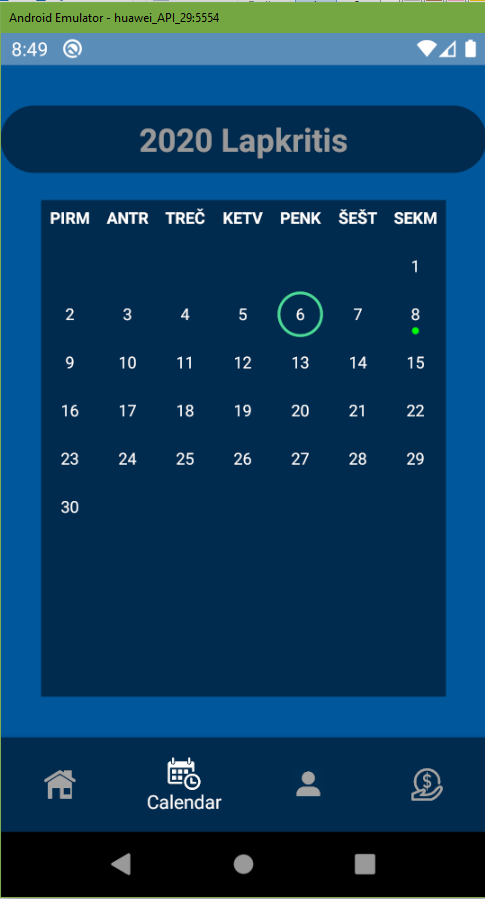 Android Emulator - huawei_API_29:5554
8:49
2020 Lapkritis
PIRM ANTR TREČ KETV PENK ŠEŠT SEKM
1
2 3 4 5 6 7 8
9 10 11 12 13 14 15
16 17 18 19 20 21 22
23 24 25 26 27 28 29
30
Calendar